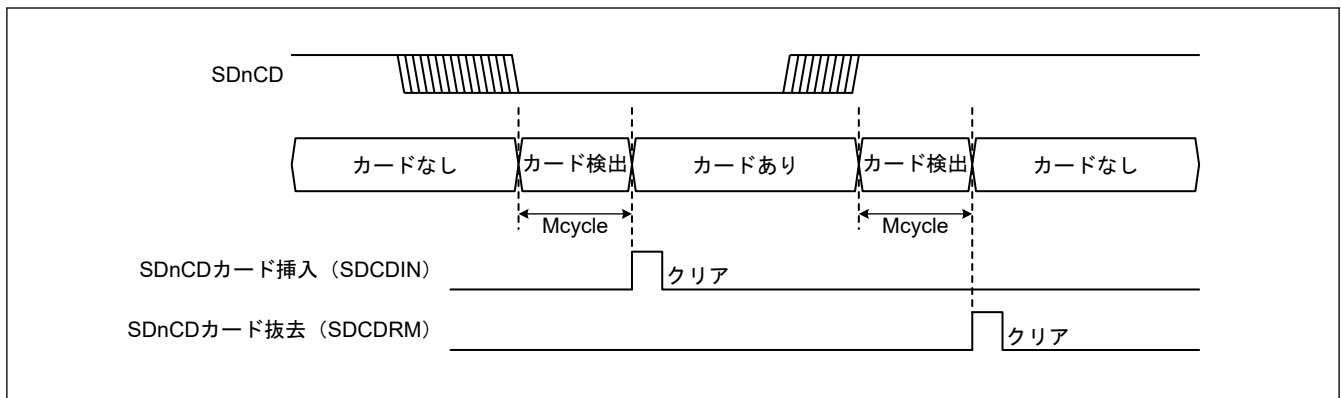 SDnCD
カードなし
カード検出
カードあり
カード検出
カードなし
Mcycle
Mcycle
SDnCDカード挿入（SDCDIN）
クリア
SDnCDカード抜去（SDCDRM）
クリア